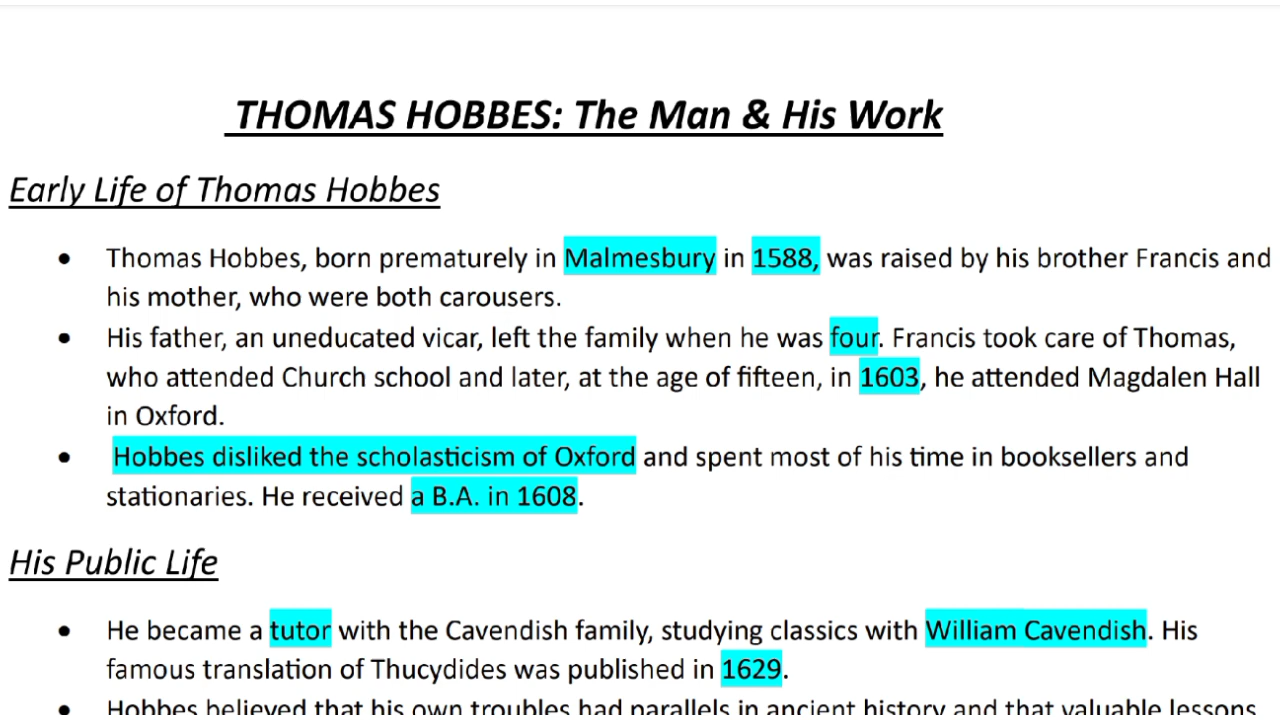 THOMAS HOBBES: The Man & His Work
Early Life of Thomas Hobbes
• Thomas Hobbes, born prematurely in Malmesbury in 1588, was raised by his brother Francis and
his mother, who were both carousers.
• His father, an uneducated vicar, left the family when he was four. Francis took care of Thomas,
who attended Church school and later, at the age of fifteen, in 1603, he attended Magdalen Hall
in Oxford.
• Hobbes disliked the scholasticism of Oxford and spent most of his time in booksellers and
stationaries. He received a B.A. in 1608.
His Public Life
• He became a tutor with the Cavendish family, studying classics with William Cavendish. His
famous translation of Thucydides was published in 1629.
• Hobbes believed that his own troubles had parallels in ancient history and that valuable lessons